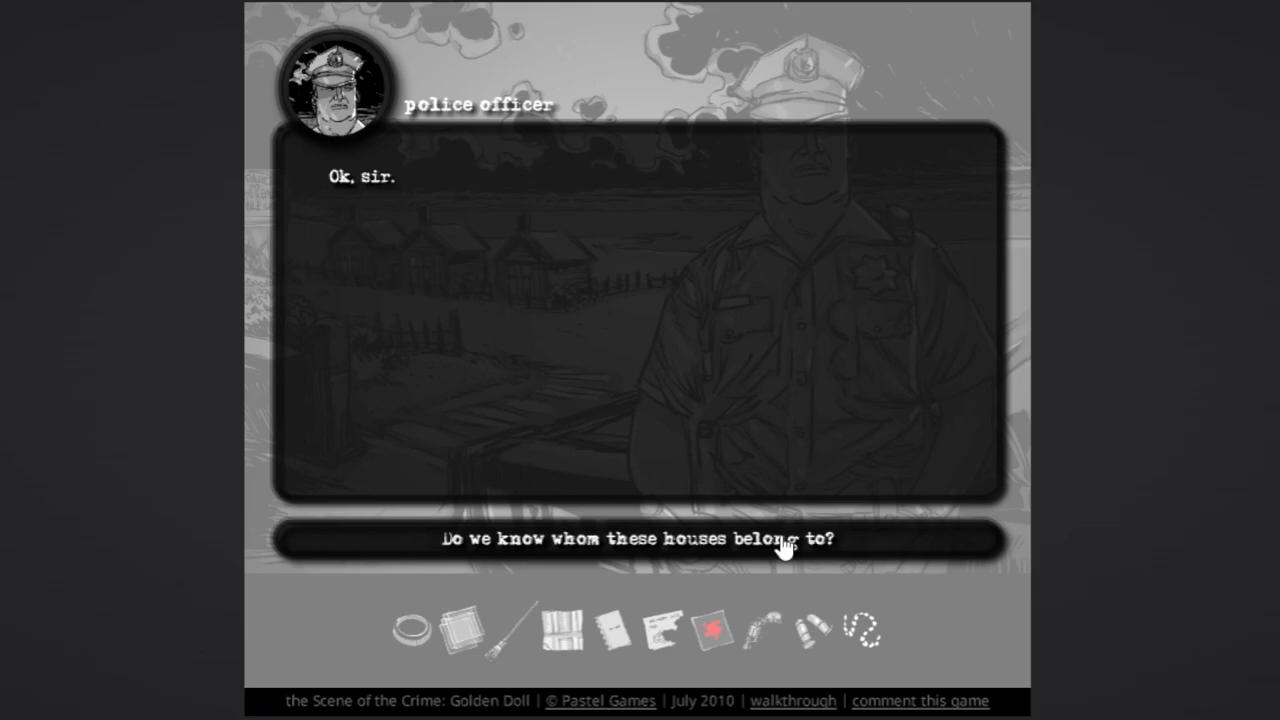 police officer
Ok, sir.
Do we know whom these houses belong to?
the Scene of the Crime: Golden Doll | © Pastel Games | July 2010 | walkthrough | comment this game